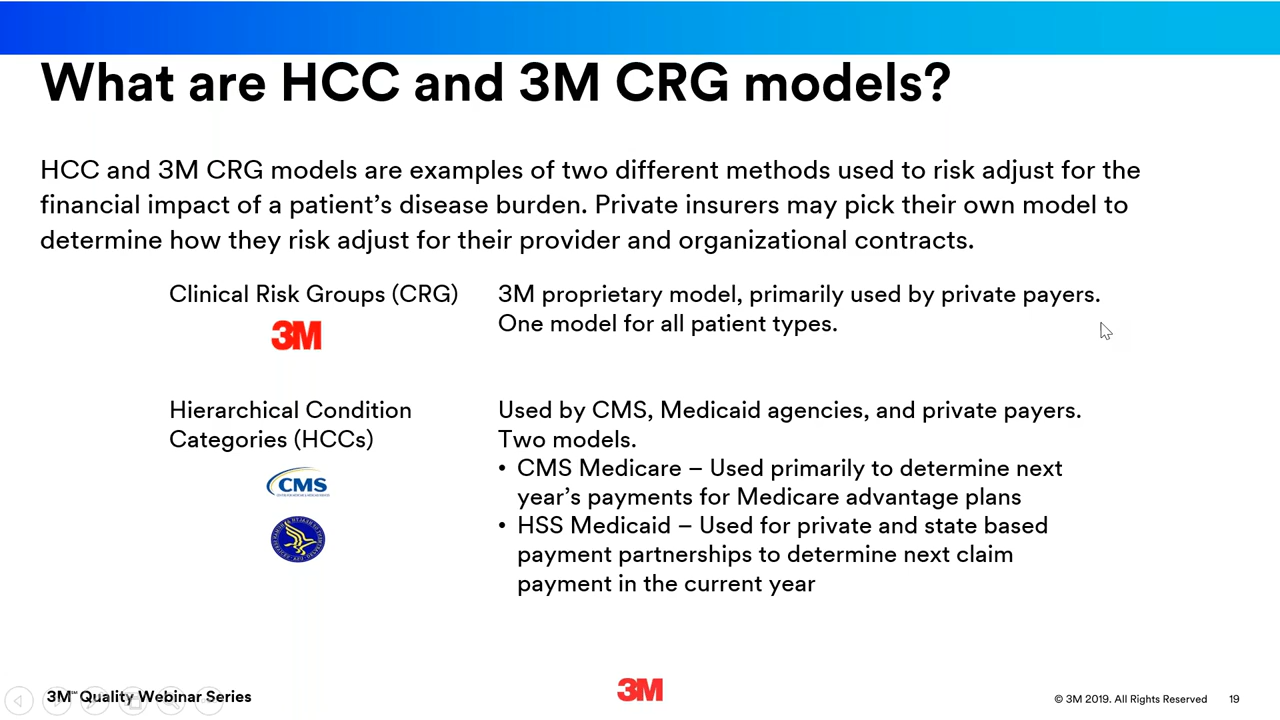 What are HCC and 3M CRG models?
HCC and 3M CRG models are examples of two different methods used to risk adjust for the
financial impact of a patient’s disease burden. Private insurers may pick their own model to
determine how they risk adjust for their provider and organizational contracts.
Clinical Risk Groups (CRG)
3M
3M proprietary model, primarily used by private payers.
One model for all patient types.
Hierarchical Condition
Categories (HCCs)
CMS
Used by CMS, Medicaid agencies, and private payers.
Two models.
• CMS Medicare – Used primarily to determine next
year’s payments for Medicare advantage plans
• HSS Medicaid – Used for private and state based
payment partnerships to determine next claim
payment in the current year
3M℠ Quality Webinar Series
3M
© 3M 2019. All Rights Reserved
19